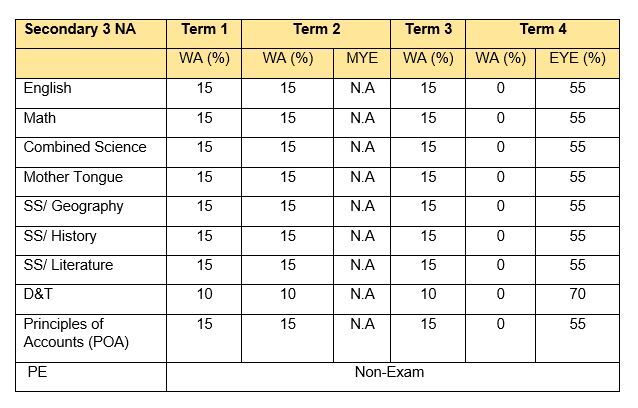 Secondary 3 NA Term 1 Term 2 Term 3 Term 4
WA (%) WA (%) MYE WA (%) WA (%) EYE (%)
English 15 15 N.A 15 0 55
Math 15 15 N.A 15 0 55
Combined Science 15 15 N.A 15 0 55
Mother Tongue 15 15 N.A 15 0 55
SS/ Geography 15 15 N.A 15 0 55
SS/ History 15 15 N.A 15 0 55
SS/ Literature 15 15 N.A 15 0 55
D&T 10 10 N.A 10 0 70
Principles of 15 15 N.A 15 0 55
Accounts (POA)
PE Non-Exam